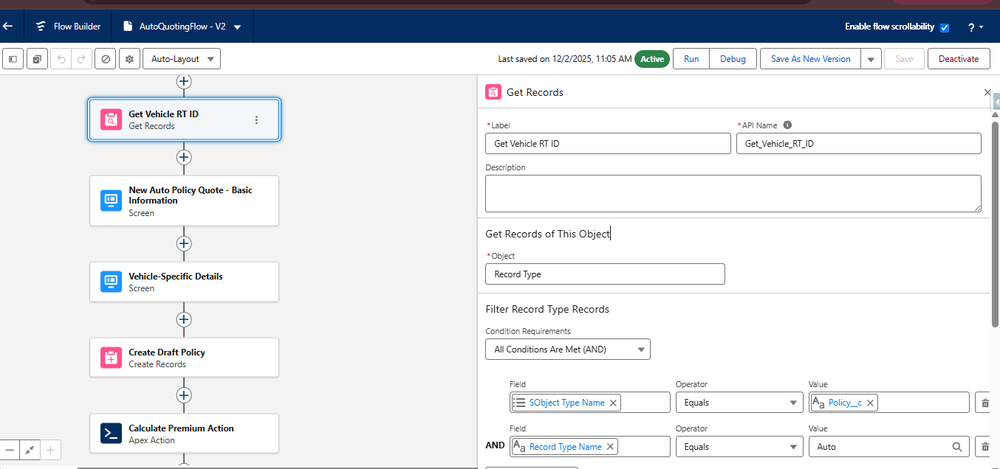 Flow Builder
AutoQuotingFlow - V2
Enable flow scrollability
?
Auto-Layout
Last saved on 12/2/2025, 11:05 AM
Active
Run
Debug
Save As New Version
Save
Deactivate
Get Vehicle RT ID
Get Records
New Auto Policy Quote - Basic
Information
Screen
Vehicle-Specific Details
Screen
Create Draft Policy
Create Records
Calculate Premium Action
Apex Action
Get Records
*Label
*API Name
Get Vehicle RT ID
Get_Vehicle_RT_ID
Description
Get Records of This Object
*Object
Record Type
Filter Record Type Records
Condition Requirements
All Conditions Are Met (AND)
Field
Operator
Value
SObject Type Name
Equals
Aa Policy__c
Field
Operator
Value
AND
Aa Record Type Name
Equals
Auto